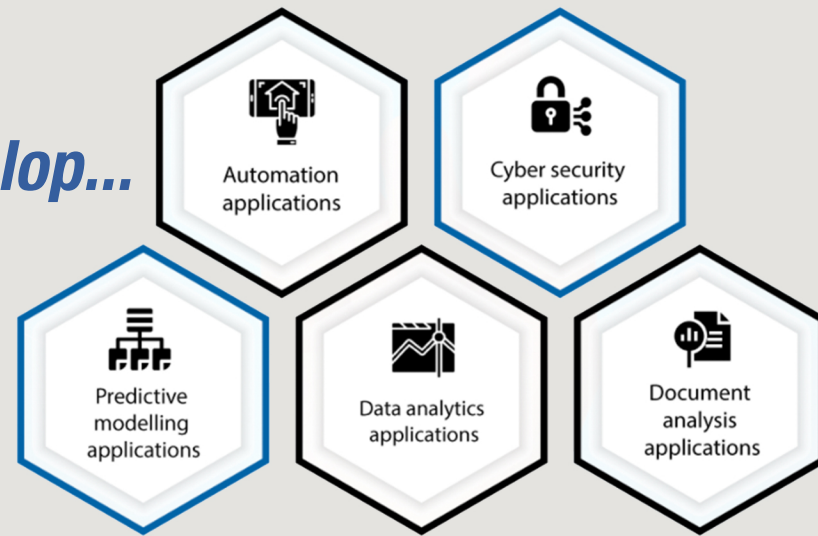 lop...
Automation
applications
Cyber security
applications
Predictive
modelling
applications
Data analytics
applications
Document
analysis
applications